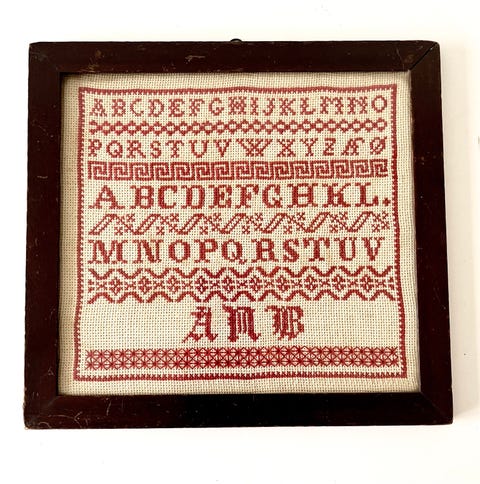 ABCDEFGHIJKLMNO
PQRSTUVWXYZÆØ
ABCDEFGHKL.
MNOPQRSTUV
AMB